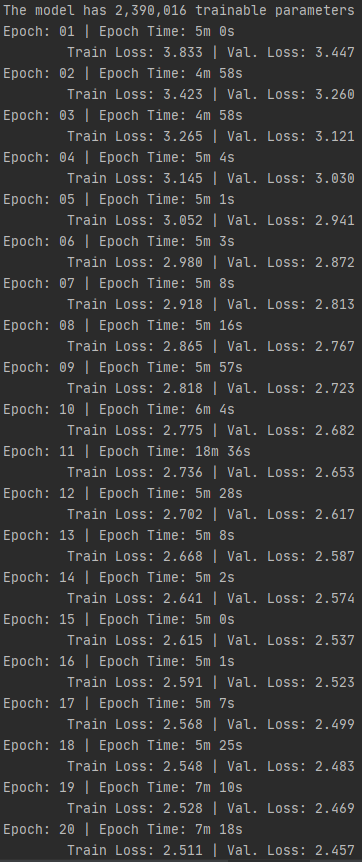 The model has 2,390,016 trainable parameters
Epoch: 01 | Epoch Time: 5m 0s
Train Loss: 3.833 | Val. Loss: 3.447
Epoch: 02 | Epoch Time: 4m 58s
Train Loss: 3.423 | Val. Loss: 3.260
Epoch: 03 | Epoch Time: 4m 58s
Train Loss: 3.265 | Val. Loss: 3.121
Epoch: 04 | Epoch Time: 5m 4s
Train Loss: 3.145 | Val. Loss: 3.030
Epoch: 05 | Epoch Time: 5m 1s
Train Loss: 3.052 | Val. Loss: 2.941
Epoch: 06 | Epoch Time: 5m 3s
Train Loss: 2.980 | Val. Loss: 2.872
Epoch: 07 | Epoch Time: 5m 8s
Train Loss: 2.918 | Val. Loss: 2.813
Epoch: 08 | Epoch Time: 5m 16s
Train Loss: 2.865 | Val. Loss: 2.767
Epoch: 09 | Epoch Time: 5m 57s
Train Loss: 2.818 | Val. Loss: 2.723
Epoch: 10 | Epoch Time: 6m 4s
Train Loss: 2.775 | Val. Loss: 2.682
Epoch: 11 | Epoch Time: 18m 36s
Train Loss: 2.736 | Val. Loss: 2.653
Epoch: 12 | Epoch Time: 5m 28s
Train Loss: 2.702 | Val. Loss: 2.617
Epoch: 13 | Epoch Time: 5m 8s
Train Loss: 2.668 | Val. Loss: 2.587
Epoch: 14 | Epoch Time: 5m 2s
Train Loss: 2.641 | Val. Loss: 2.574
Epoch: 15 | Epoch Time: 5m 0s
Train Loss: 2.615 | Val. Loss: 2.537
Epoch: 16 | Epoch Time: 5m 1s
Train Loss: 2.591 | Val. Loss: 2.523
Epoch: 17 | Epoch Time: 5m 7s
Train Loss: 2.568 | Val. Loss: 2.499
Epoch: 18 | Epoch Time: 5m 25s
Train Loss: 2.548 | Val. Loss: 2.483
Epoch: 19 | Epoch Time: 7m 10s
Train Loss: 2.528 | Val. Loss: 2.469
Epoch: 20 | Epoch Time: 7m 18s
Train Loss: 2.511 | Val. Loss: 2.457